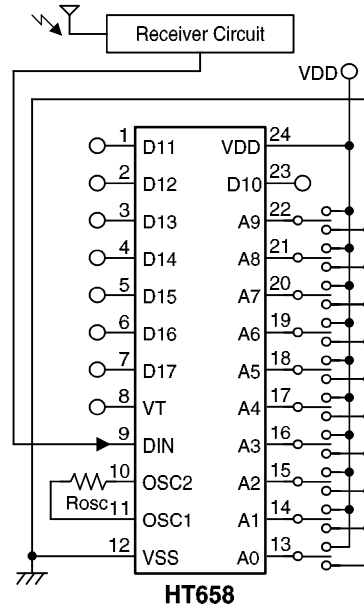 Receiver Circuit
VDD
1 D11 VDD 24
2 D12 D10 23
3 D13 A9 22
4 D14 A8 21
5 D15 A7 20
6 D16 A6 19
7 D17 A5 18
8 VT A4 17
9 DIN A3 16
10 OSC2 A2 15
Rosc
11 OSC1 A1 14
12 VSS A0 13
HT658